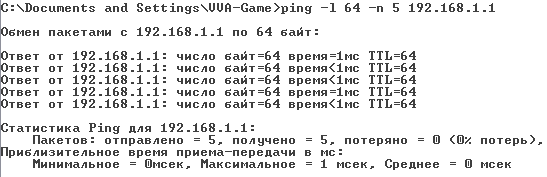 C:\Documents and Settings\VVA-Game>ping -l 64 -n 5 192.168.1.1
Обмен пакетами с 192.168.1.1 по 64 байт:
Ответ от 192.168.1.1: число байт=64 время=1мс TTL=64
Ответ от 192.168.1.1: число байт=64 время<1мс TTL=64
Ответ от 192.168.1.1: число байт=64 время<1мс TTL=64
Ответ от 192.168.1.1: число байт=64 время=1мс TTL=64
Ответ от 192.168.1.1: число байт=64 время<1мс TTL=64
Статистика Ping для 192.168.1.1:
Пакетов: отправлено = 5, получено = 5, потеряно = 0 (0% потерь),
Приблизительное время приема-передачи в мс:
Минимальное = 0мсек, Максимальное = 1 мсек, Среднее = 0 мсек